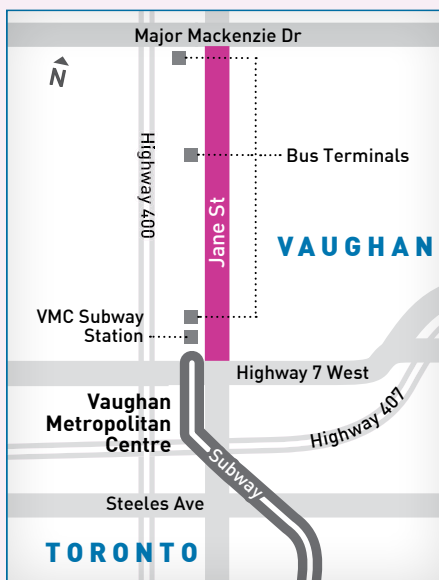 Major Mackenzie Dr
N
Highway 400
Bus Terminals
Jane St
VAUGHAN
VMC Subway
Station
Highway 7 West
Vaughan
Metropolitan
Centre
Highway 407
Subway
Steeles Ave
TORONTO